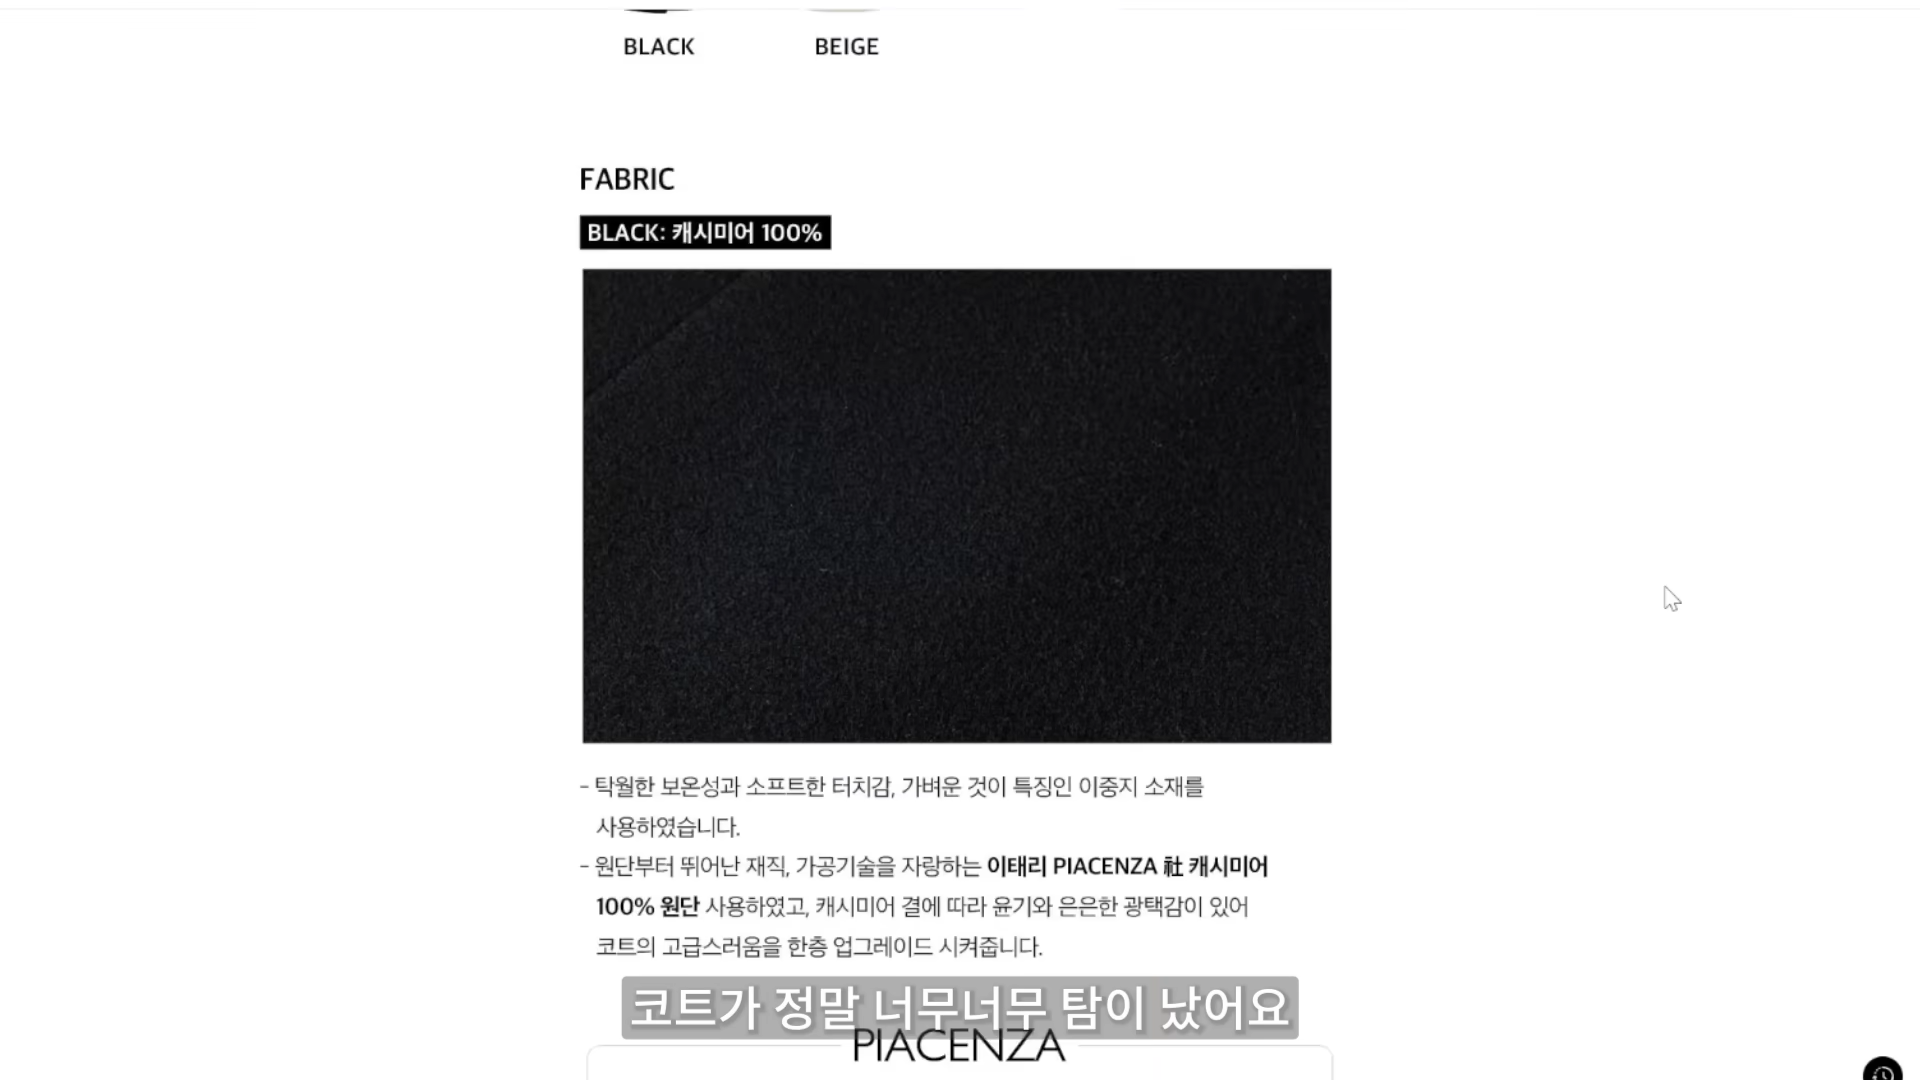 BLACK
BEIGE
FABRIC
BLACK: 캐시미어 100%
- 탁월한 보온성과 소프트한 터치감, 가벼운 것이 특징인 이중지 소재를
사용하였습니다.
- 원단부터 뛰어난 재직, 가공기술을 자랑하는 이태리 PIACENZA 社 캐시미어
100% 원단 사용하였고, 캐시미어 결에 따라 윤기와 은은한 광택감이 있어
코트의 고급스러움을 한층 업그레이드 시켜줍니다.
코트가 정말 너무너무 탐이 났어요
PIACENZA